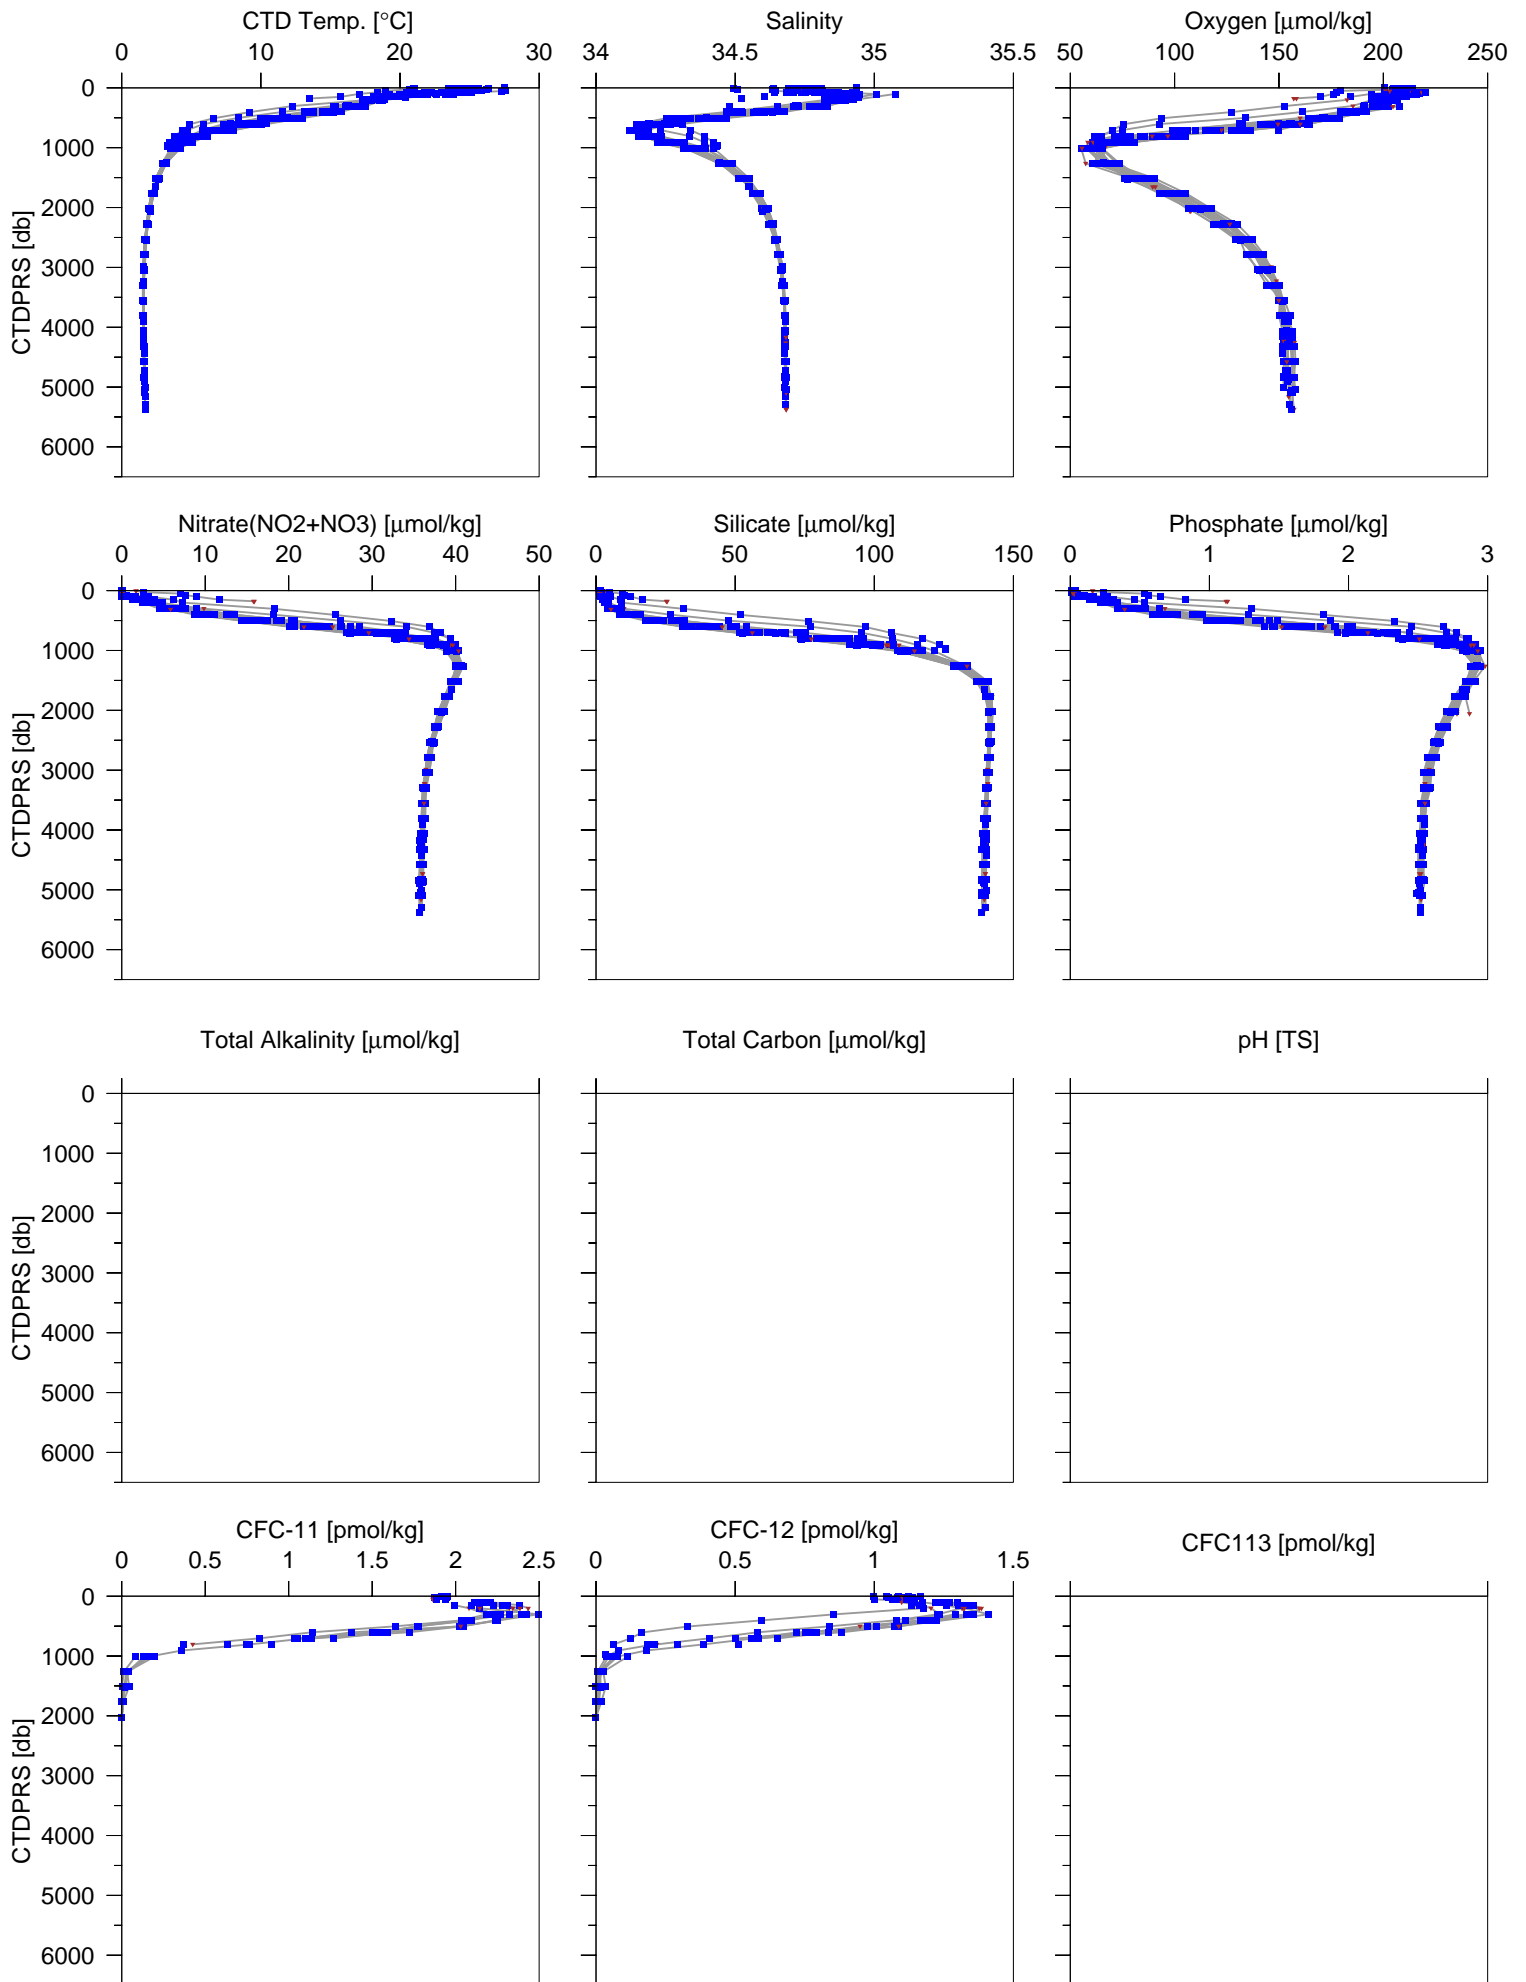 CTD Temp. [°C] Salinity Oxygen [μmol/kg]
0 10 20 30 34 34.5 35 35.5 50 100 150 200 250
0
1000
2000
3000
4000
5000
6000
CTDPRS [db]
Nitrate(NO2+NO3) [μmol/kg] Silicate [μmol/kg] Phosphate [μmol/kg]
0 10 20 30 40 50 0 50 100 150 0 1 2 3
0
1000
2000
3000
4000
5000
6000
CTDPRS [db]
Total Alkalinity [μmol/kg] Total Carbon [μmol/kg] pH [TS]
0
1000
2000
3000
4000
5000
6000
CTDPRS [db]
CFC-11 [pmol/kg] CFC-12 [pmol/kg] CFC113 [pmol/kg]
0 0.5 1 1.5 2 2.5 0 0.5 1 1.5
0
1000
2000
3000
4000
5000
6000
CTDPRS [db]